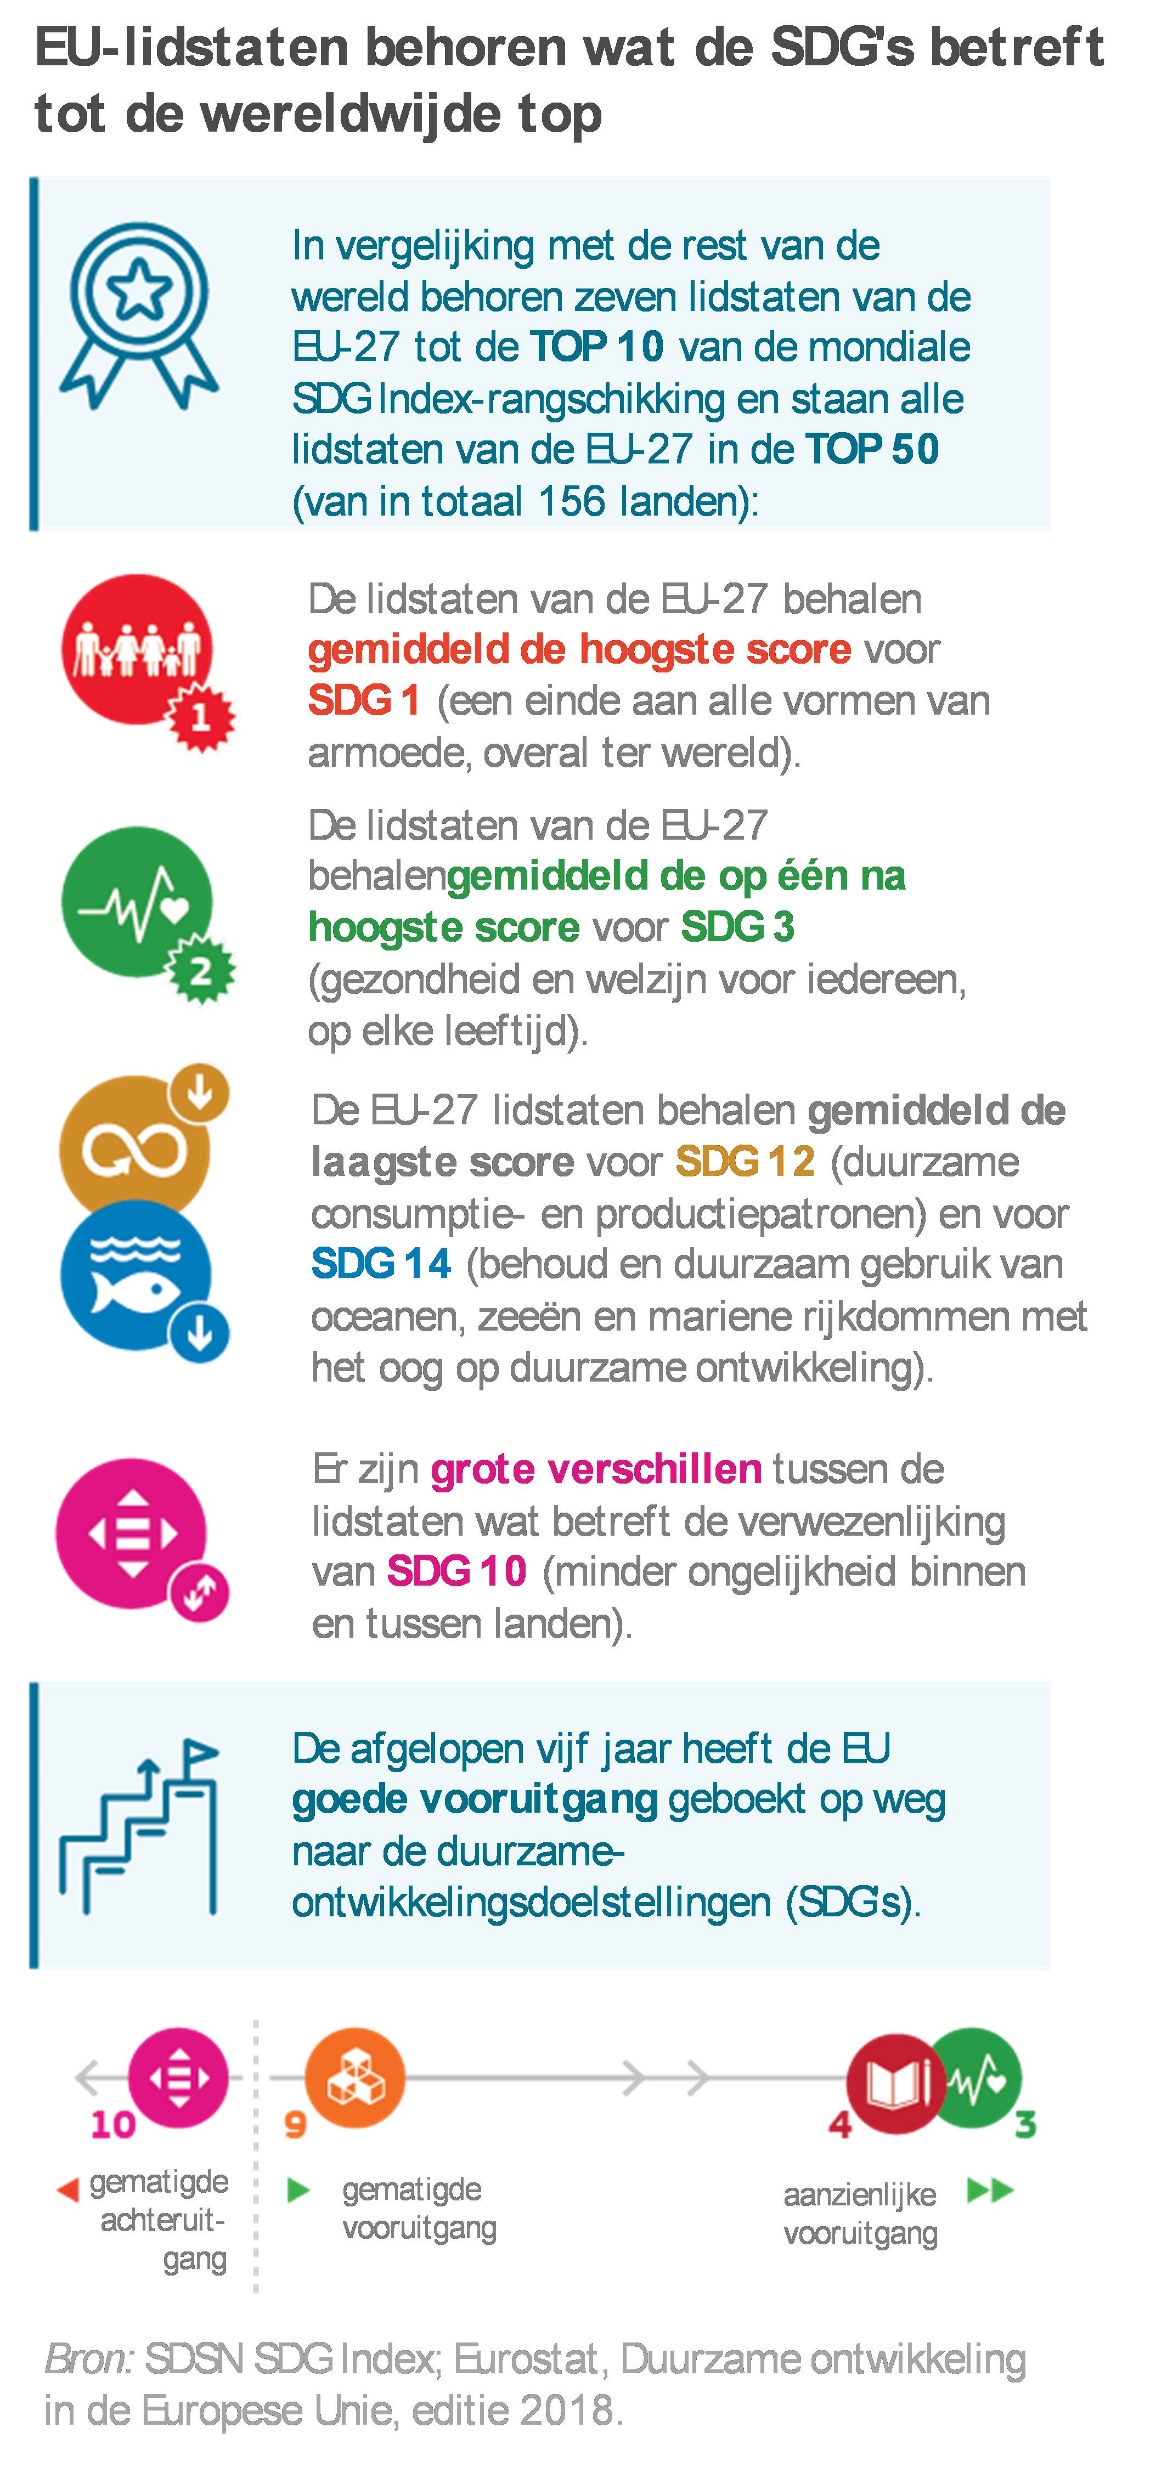 EU-lidstaten behoren wat de SDG's betreft
tot de wereldwijde top
In vergelijking met de rest van de
wereld behoren zeven lidstaten van de
EU-27 tot de TOP 10 van de mondiale
SDG Index-rangschikking en staan alle
lidstaten van de EU-27 in de TOP 50
(van in totaal 156 landen):
De lidstaten van de EU-27 behalen
gemiddeld de hoogste score voor
SDG 1 (een einde aan alle vormen van
armoede, overal ter wereld).
1
De lidstaten van de EU-27
behalengemiddeld de op één na
hoogste score voor SDG 3
(gezondheid en welzijn voor iedereen,
op elke leeftijd).
2
De EU-27 lidstaten behalen gemiddeld de
laagste score voor SDG 12 (duurzame
consumptie- en productiepatronen) en voor
SDG 14 (behoud en duurzaam gebruik van
oceanen, zeeën en mariene rijkdommen met
het oog op duurzame ontwikkeling).
Er zijn grote verschillen tussen de
lidstaten wat betreft de verwezenlijking
van SDG 10 (minder ongelijkheid binnen
en tussen landen).
De afgelopen vijf jaar heeft de EU
goede vooruitgang geboekt op weg
naar de duurzame-
ontwikkelingsdoelstellingen (SDG's).
10
9
4
3
gematigde
achteruit-
gang
gematigde
vooruitgang
aanzienlijke
vooruitgang
Bron: SDSN SDG Index; Eurostat, Duurzame ontwikkeling
in de Europese Unie, editie 2018.